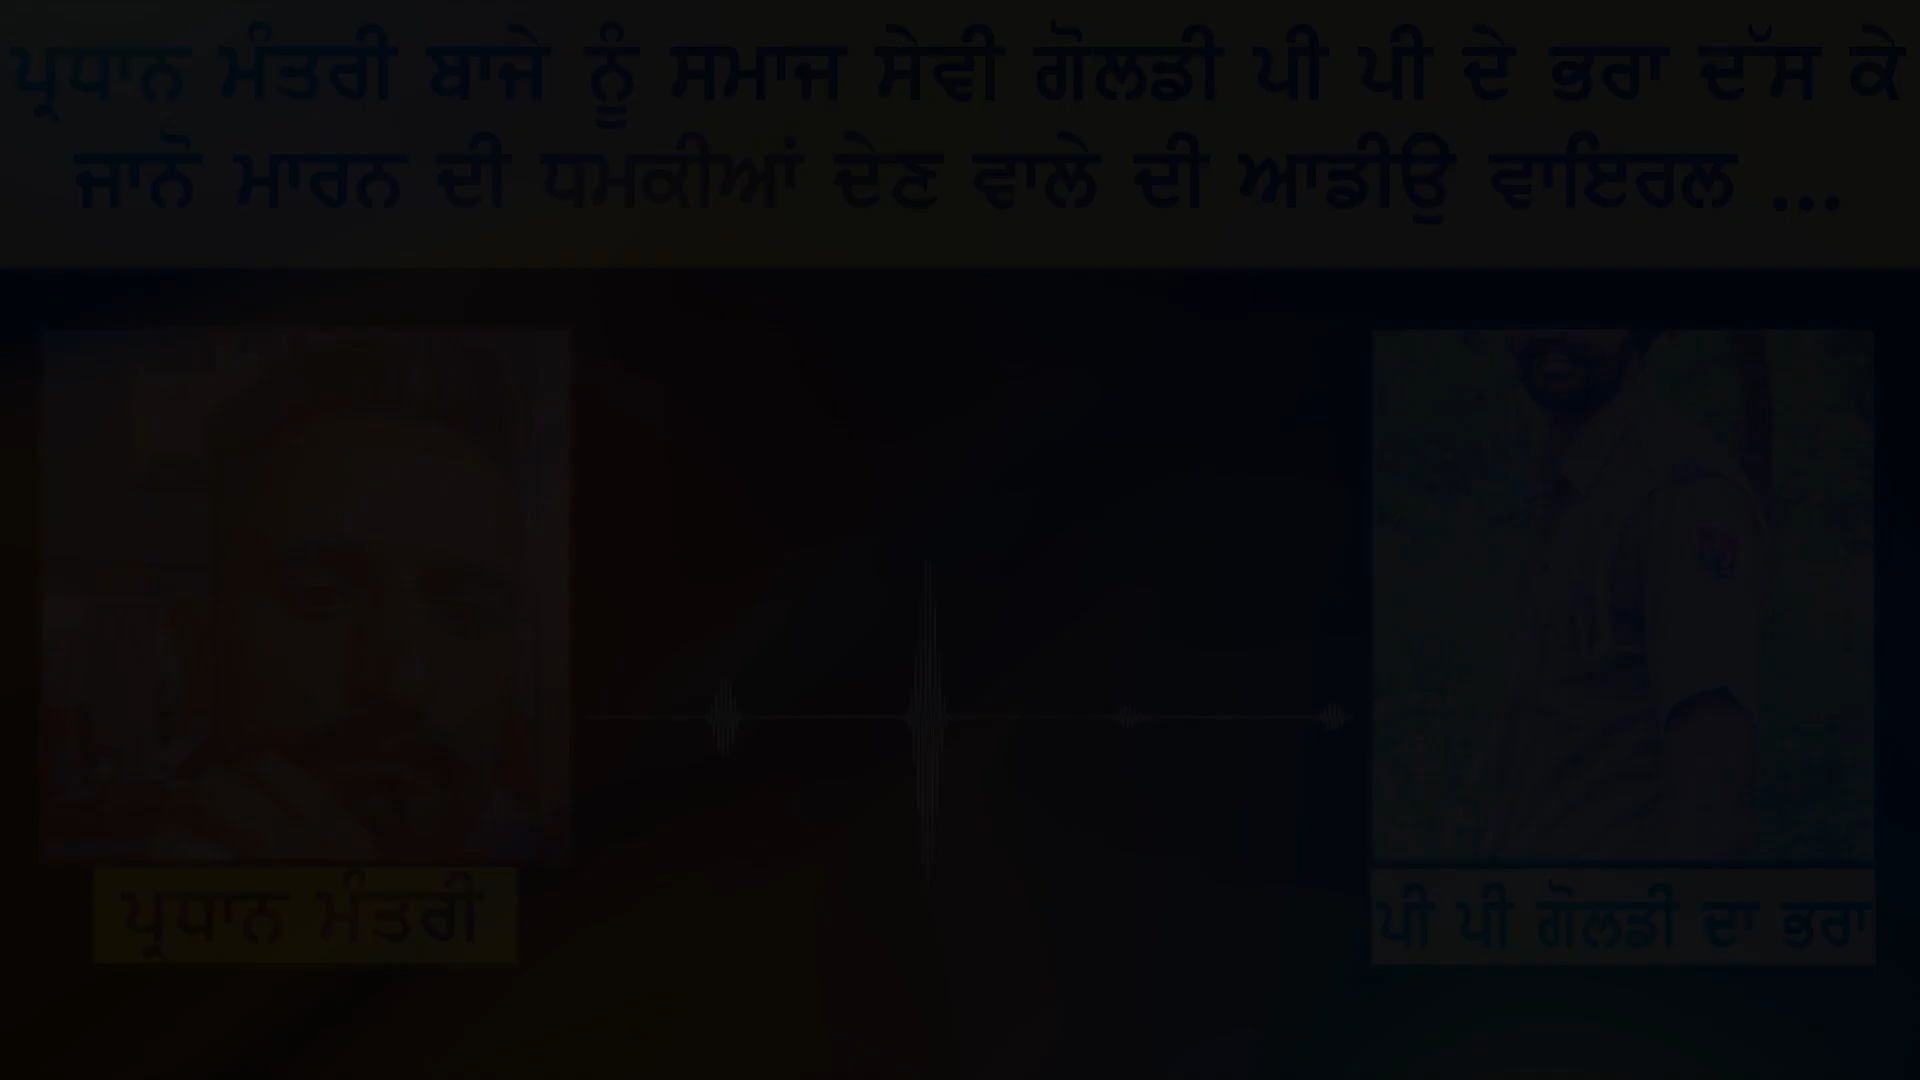 ਪ੍ਰਧਾਨ ਮੰਤਰੀ ਬਾਜੇ ਨੂੰ ਸਮਾਜ ਸੇਵੀ ਗੋਲਡੀ ਪੀ ਪੀ ਦੇ ਭਰਾ ਦੱਸ ਕੇ
ਜਾਨੋ ਮਾਰਨ ਦੀ ਧਮਕੀਆਂ ਦੇਣ ਵਾਲੇ ਦੀ ਆਡੀਉ ਵਾਇਰਲ ...
ਪ੍ਰਧਾਨ ਮੰਤਰੀ
ਪੀ ਪੀ ਗੋਲਡੀ ਦਾ ਭਰਾ